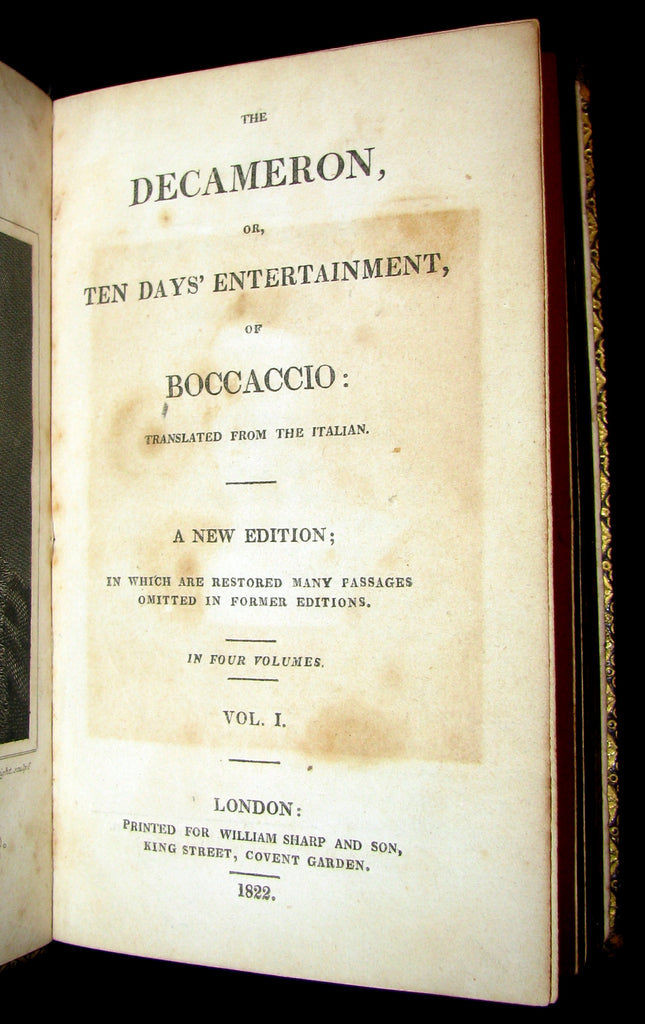 THE
DECAMERON,
OR,
TEN DAYS' ENTERTAINMENT,
OF
BOCCACCIO:
TRANSLATED FROM THE ITALIAN.
A NEW EDITION;
IN WHICH ARE RESTORED MANY PASSAGES
OMITTED IN FORMER EDITIONS.
IN FOUR VOLUMES.
VOL. I.
LONDON:
PRINTED FOR WILLIAM SHARP AND SON,
KING STREET, COVENT GARDEN.
1822.